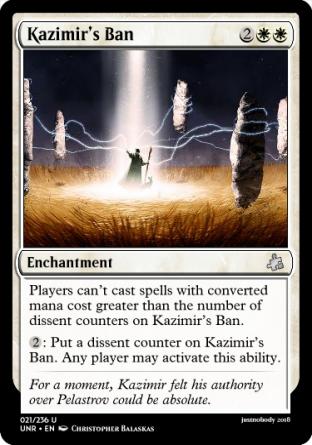 Kazimir's Ban 2
Enchantment
Players can't cast spells with converted
mana cost greater than the number of
dissent counters on Kazimir's Ban.
2: Put a dissent counter on Kazimir's
Ban. Any player may activate this ability.
For a moment, Kazimir felt his authority
over Pelastrov could be absolute.
021/236 U
justnobody 2018
UNR • EN Christopher Balaskas